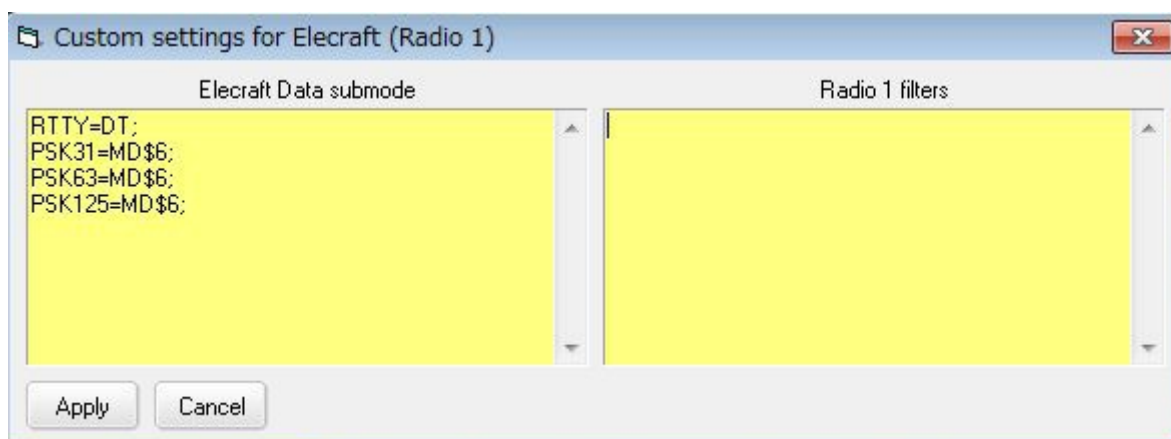 Custom settings for Elecraft (Radio 1)
Elecraft Data submode
RTTY=DT;
PSK31=MD$6;
PSK63=MD$6;
PSK125=MD$6;
Radio 1 filters
Apply
Cancel